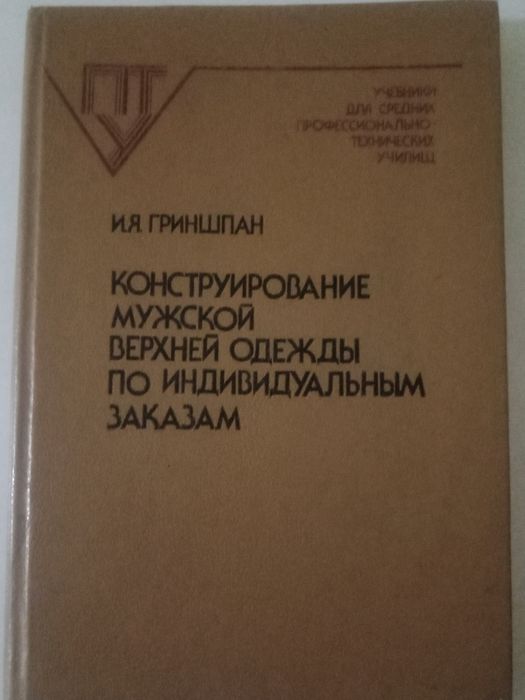 ПТУ
УЧЕБНИКИ
ДЛЯ СРЕДНИХ
ПРОФЕССИОНАЛЬНО-
ТЕХНИЧЕСКИХ
УЧИЛИЩ
И.Я. ГРИНШПАН
КОНСТРУИРОВАНИЕ
МУЖСКОЙ
ВЕРХНЕЙ ОДЕЖДЫ
ПО ИНДИВИДУАЛЬНЫМ
ЗАКАЗАМ